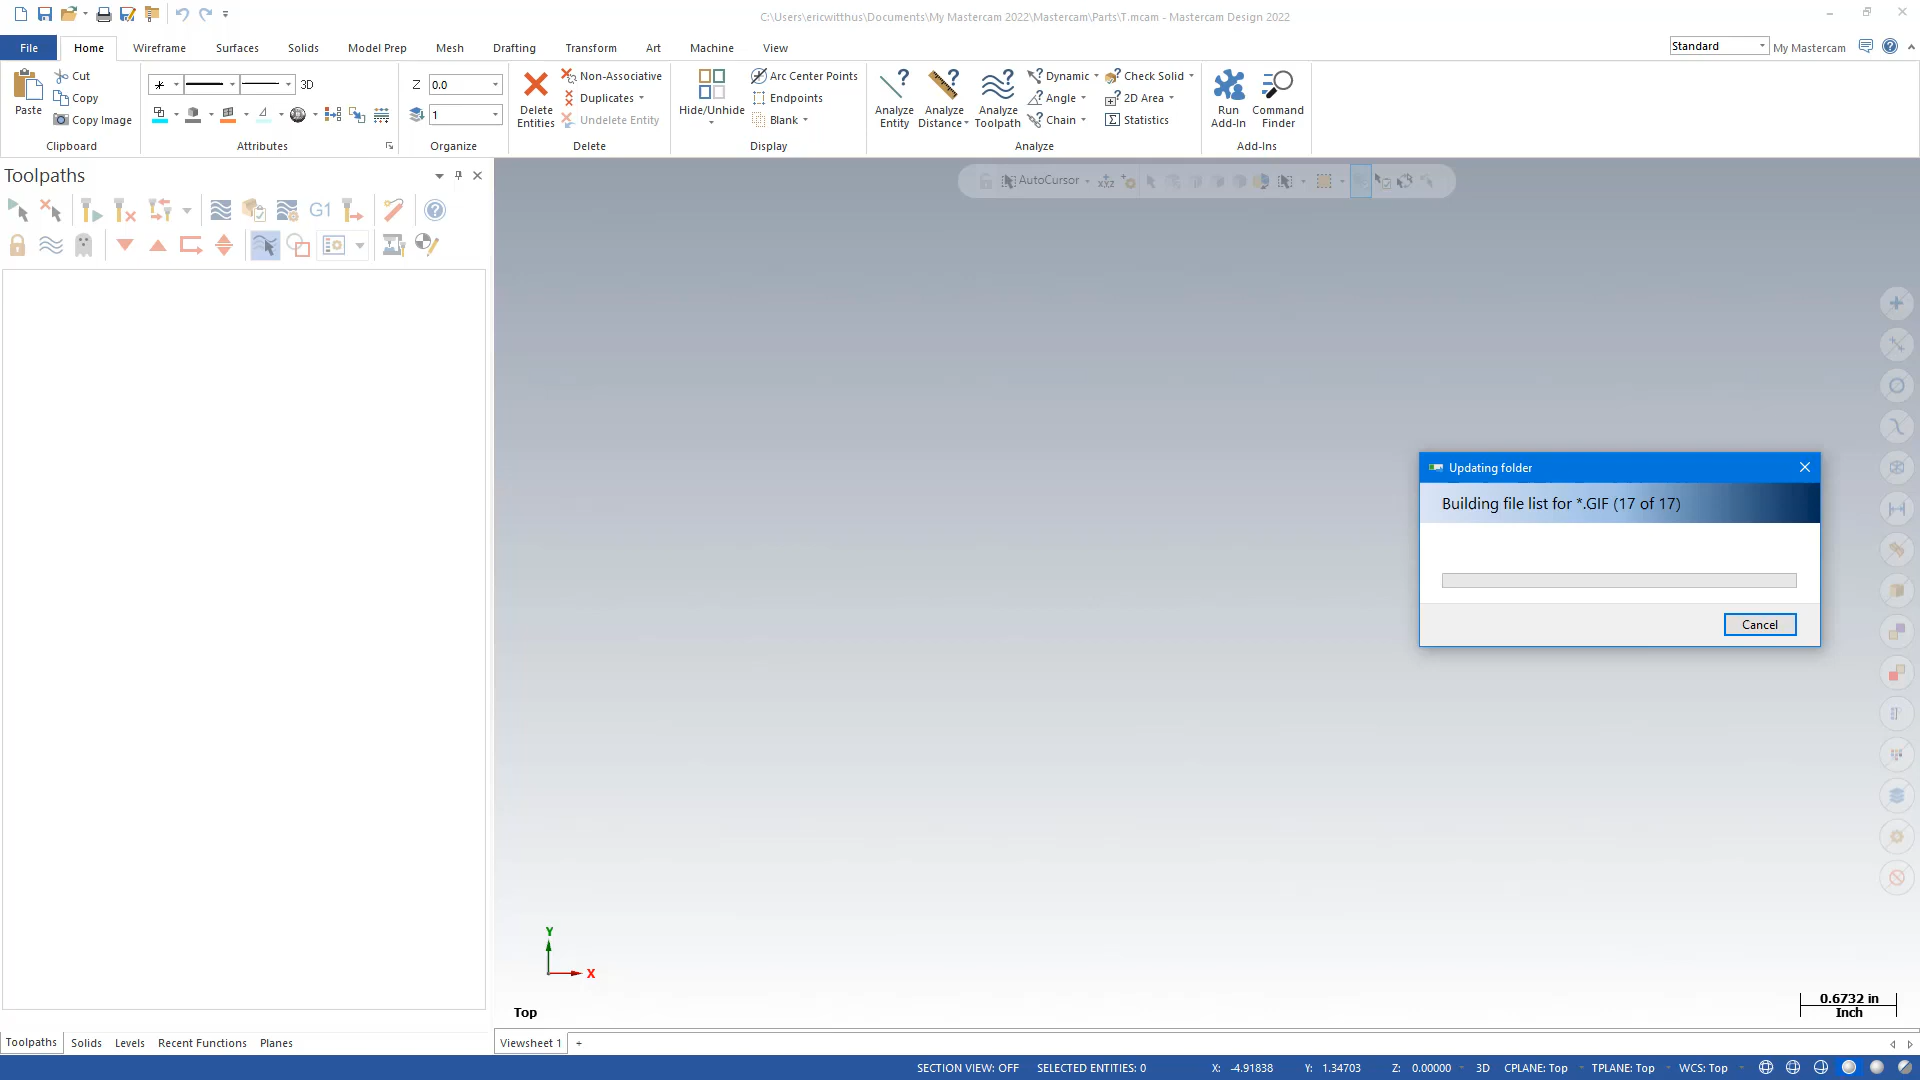 C:\Users\ericwitthus\Documents\My Mastercam 2022\Mastercam\Parts\T.mcam - Mastercam Design 2022
File Home Wireframe Surfaces Solids Model Prep Mesh Drafting Transform Art Machine View Standard My Mastercam
Paste
Cut
Copy
Copy Image
Clipboard
3D
Attributes
Z 0.0
1
Organize
Delete
Entities
Non-Associative
Duplicates
Undelete Entity
Delete
Hide/Unhide
Arc Center Points
Endpoints
Blank
Display
Analyze
Entity
Analyze
Distance
Analyze
Toolpath
Dynamic
Angle
Chain
Check Solid
2D Area
Statistics
Analyze
Run
Add-In
Command
Finder
Add-Ins
Toolpaths
G1
AutoCursor
Updating folder
Building file list for *.GIF (17 of 17)
Cancel
Y
X
Top
0.6732 in
Inch
Toolpaths Solids Levels Recent Functions Planes
Viewsheet 1 +
SECTION VIEW: OFF SELECTED ENTITIES: 0 X: -4.91838 Y: 1.34703 Z: 0.00000 3D CPLANE: Top TPLANE: Top WCS: Top